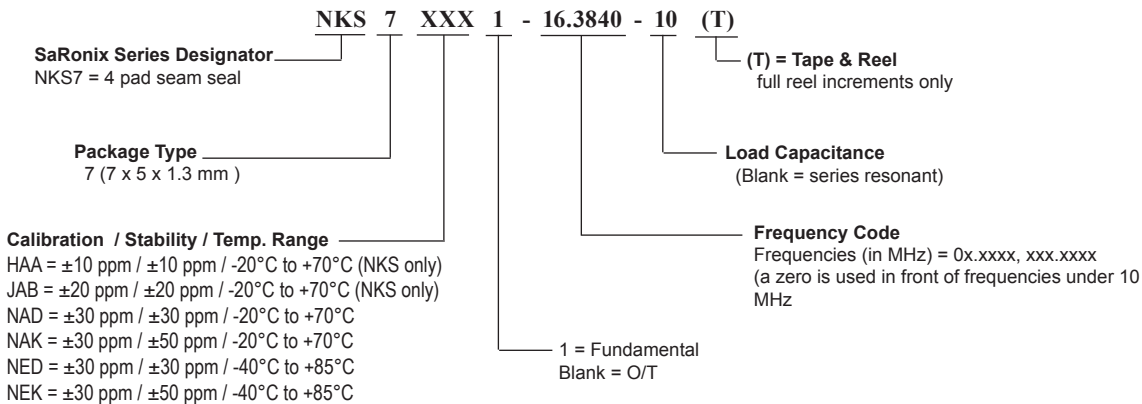 NKS 7 XXX 1 - 16.3840 - 10 (T)
SaRonix Series Designator
NKS7 = 4 pad seam seal
(T) = Tape & Reel
full reel increments only
Package Type
7 (7 x 5 x 1.3 mm )
Load Capacitance
(Blank = series resonant)
Calibration / Stability / Temp. Range
HAA = ±10 ppm / ±10 ppm / -20°C to +70°C (NKS only)
JAB = ±20 ppm / ±20 ppm / -20°C to +70°C (NKS only)
NAD = ±30 ppm / ±30 ppm / -20°C to +70°C
NAK = ±30 ppm / ±50 ppm / -20°C to +70°C
NED = ±30 ppm / ±30 ppm / -40°C to +85°C
NEK = ±30 ppm / ±50 ppm / -40°C to +85°C
Frequency Code
Frequencies (in MHz) = 0x.xxxx, xxx.xxxx
(a zero is used in front of frequencies under 10
MHz
1 = Fundamental
Blank = O/T